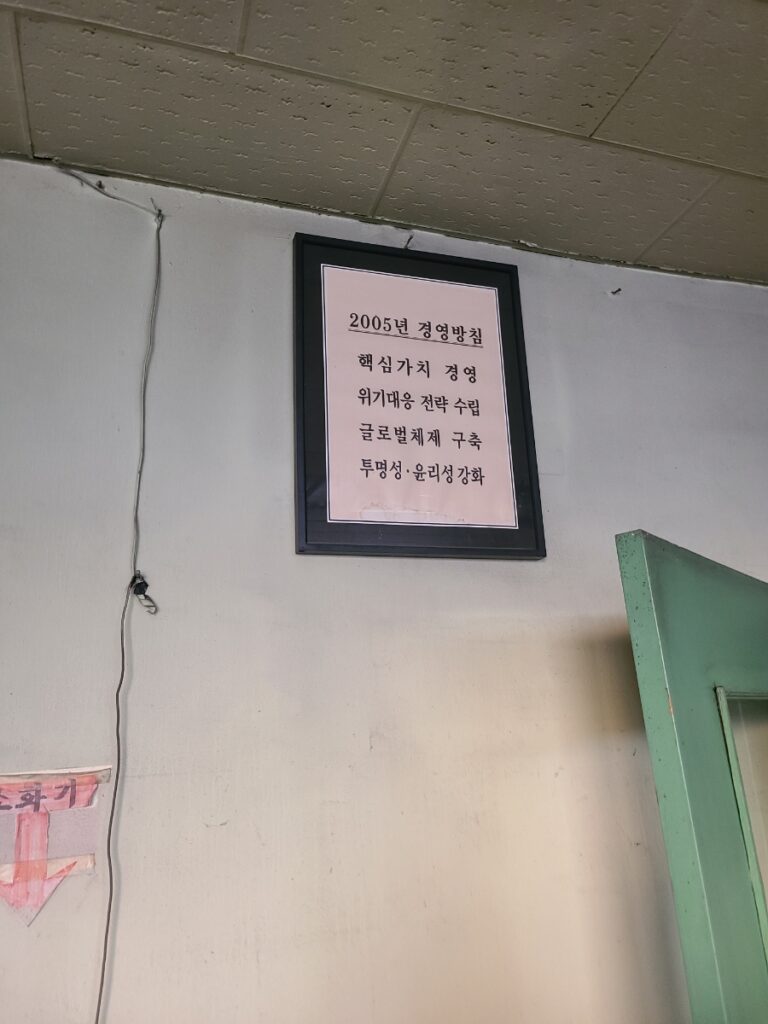 2005년 경영방침
핵심가치 경영
위기대응 전략 수립
글로벌체제 구축
투명성·윤리성강화
소화기